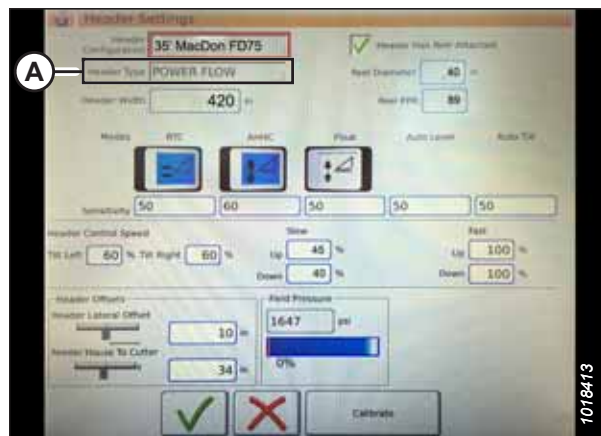 Header Settings
Header Configuration 35' MacDon FD75
Header Has Reel Attached
A
Header Type POWER FLOW
Reel Diameter 40 in
Header Width 420 in
Reel PPR 89
Modes RTC AHHC Float Auto Level Auto Tilt
Sensitivity 50 60 50 50 50
Header Control Speed
Slow Fast
Tilt Left 60 % Tilt Right 60 %
Up 45 % Up 100 %
Down 40 % Down 100 %
Header Offsets
Field Pressure
Header Lateral Offset
10 in
1647 psi
Feeder House To Cutter
34 in
0%
Calibrate
1018413